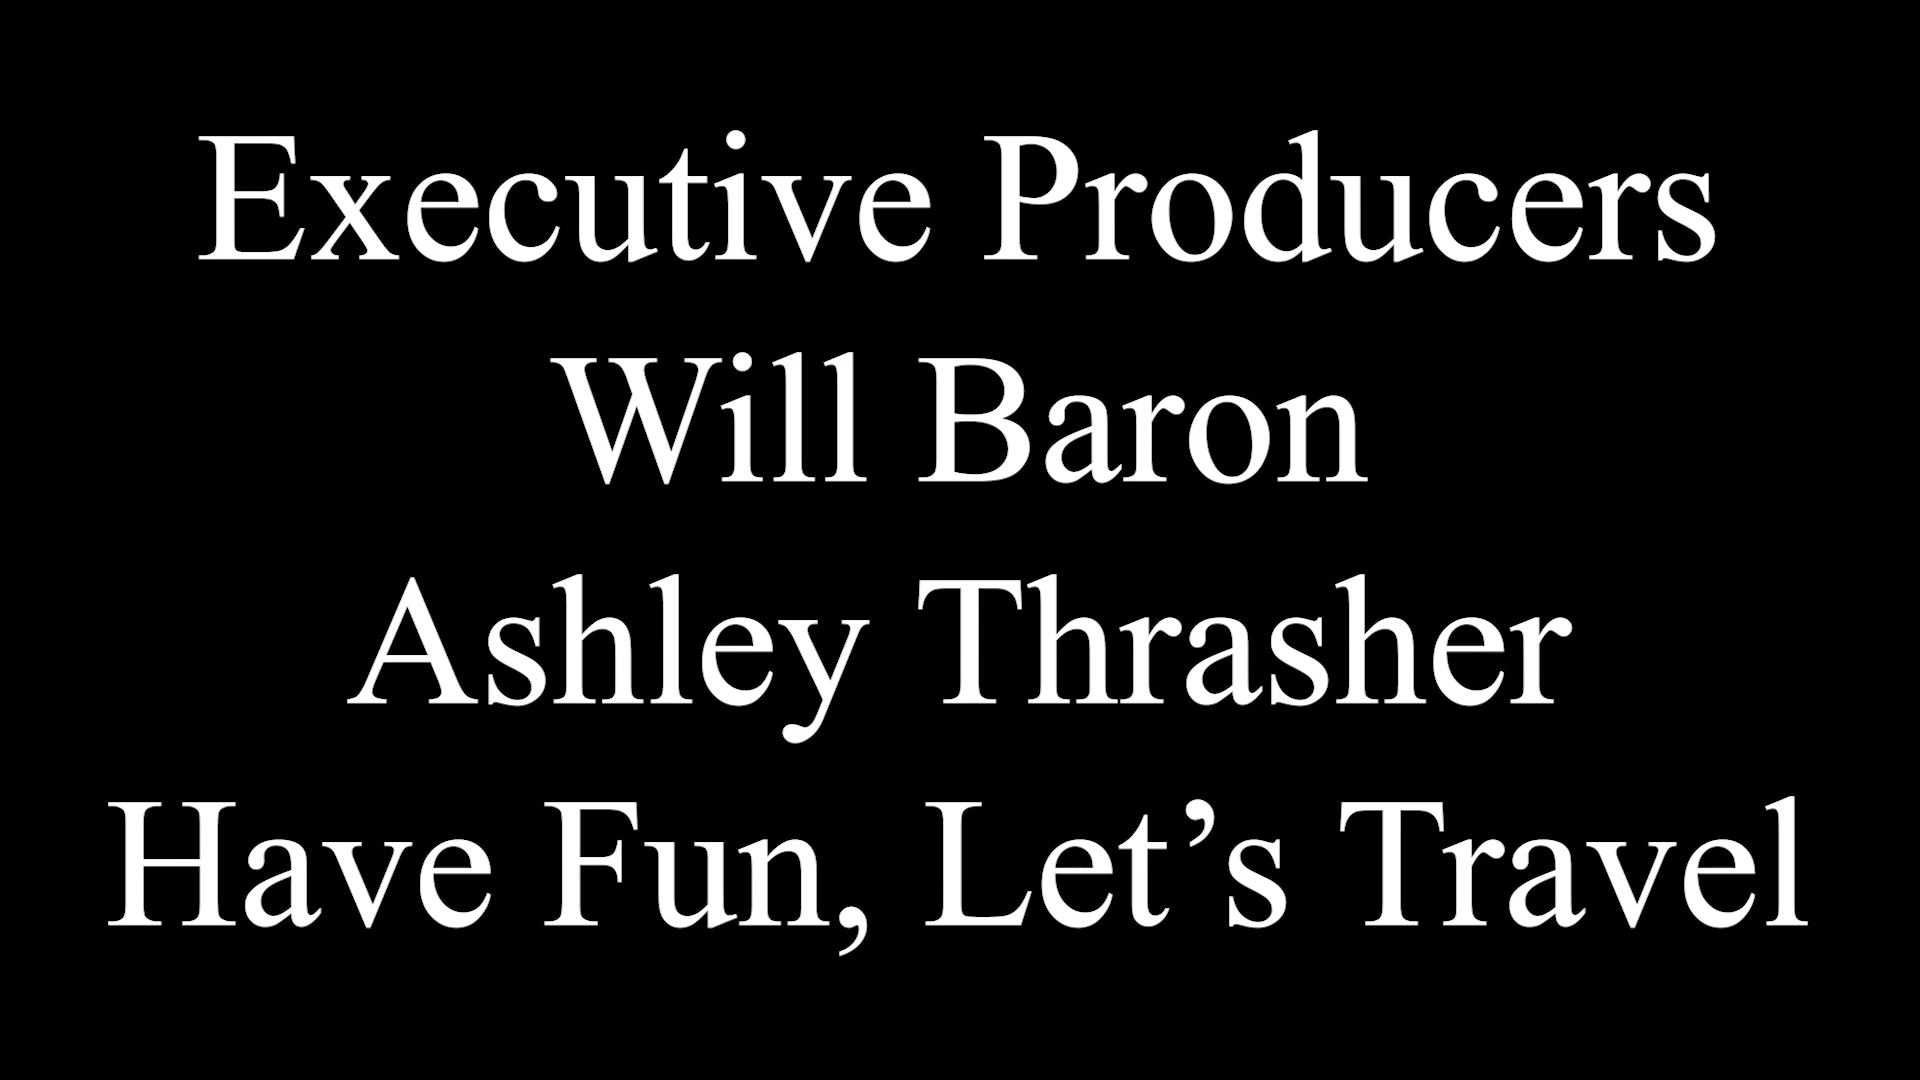 Executive Producers
Will Baron
Ashley Thrasher
Have Fun, Let’s Travel